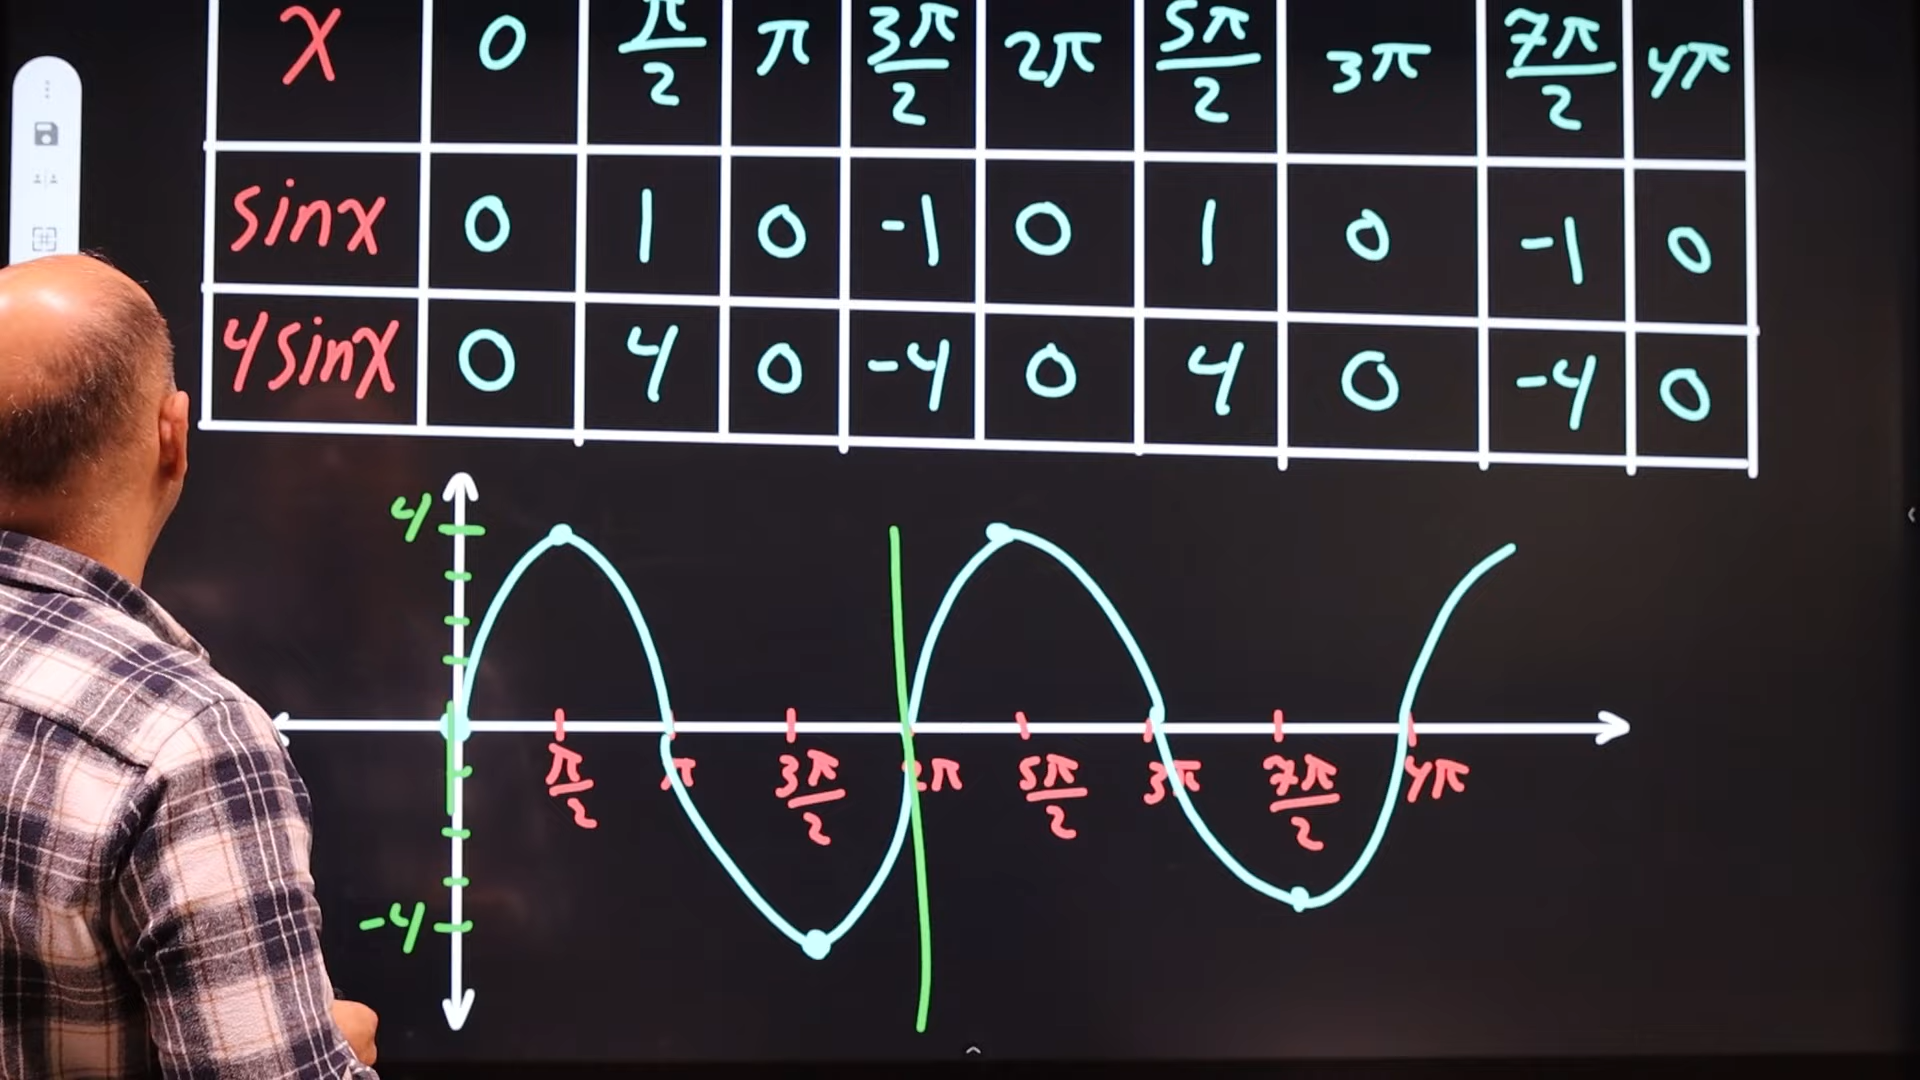 x 0 π/2 π 3π/2 2π 5π/2 3π 7π/2 4π
sinx 0 1 0 -1 0 1 0 -1 0
4sinx 0 4 0 -4 0 4 0 -4 0
4
π/2 π 3π/2 2π 5π/2 3π 7π/2 4π
-4